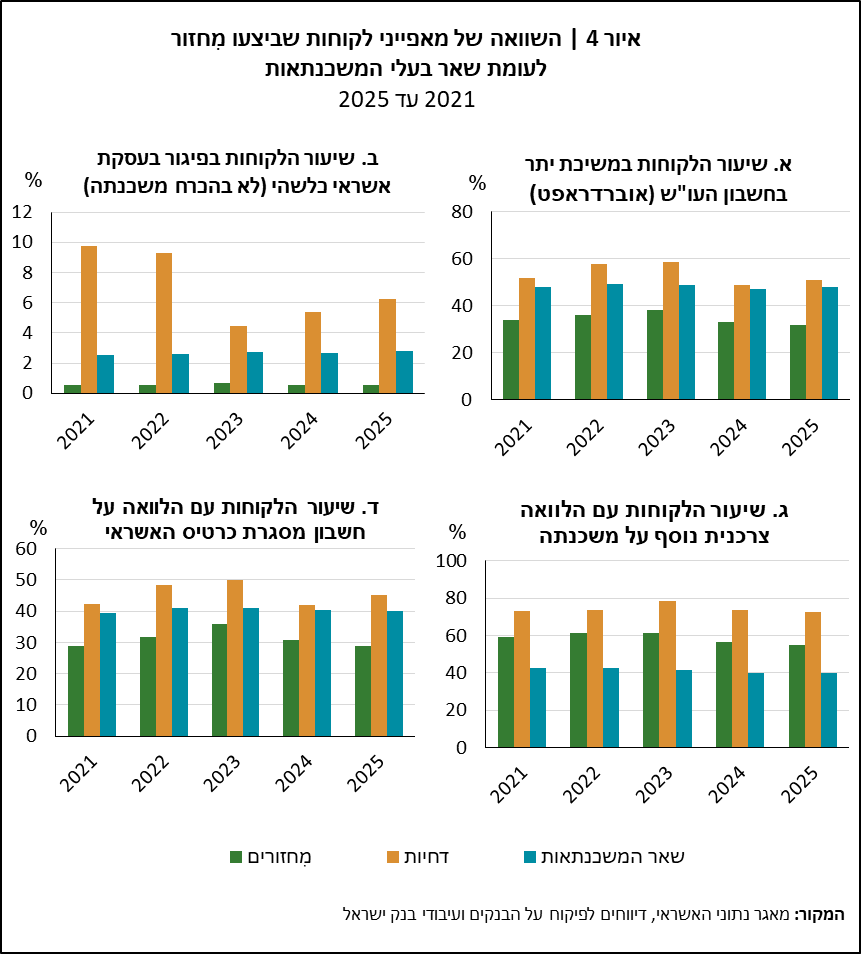 איור 4 | השוואה של מאפייני לקוחות שביצעו מִחזור
לעומת שאר בעלי המשכנתאות
2021 עד 2025
א. שיעור הלקוחות במשיכת יתר
בחשבון העו"ש (אוברדראפט)
%
80
60
40
20
0
2021 2022 2023 2024 2025
ב. שיעור הלקוחות בפיגור בעסקת
אשראי כלשהי (לא בהכרח משכנתה)
%
12
10
8
6
4
2
0
2021 2022 2023 2024 2025
ג. שיעור הלקוחות עם הלוואה
צרכנית נוסף על משכנתה
%
100
80
60
40
20
0
2021 2022 2023 2024 2025
ד. שיעור הלקוחות עם הלוואה על
חשבון מסגרת כרטיס האשראי
%
60
50
40
30
20
10
0
2021 2022 2023 2024 2025
שאר המשכנתאות דחיות מִחזורים
המקור: מאגר נתוני האשראי, דיווחים לפיקוח על הבנקים ועיבודי בנק ישראל